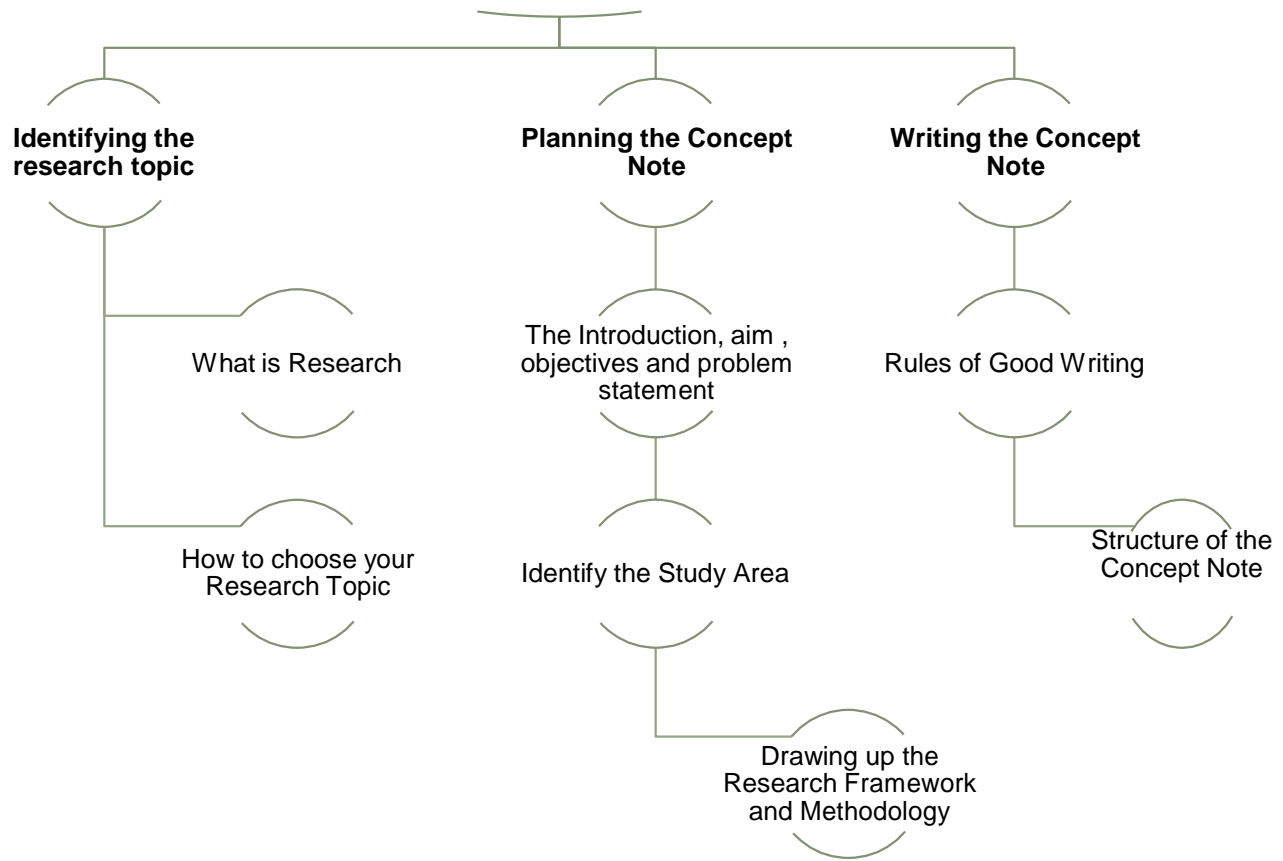 Identifying the
research topic
Planning the Concept
Note
Writing the Concept
Note
What is Research
The Introduction, aim ,
objectives and problem
statement
Rules of Good Writing
How to choose your
Research Topic
Identify the Study Area
Structure of the
Concept Note
Drawing up the
Research Framework
and Methodology